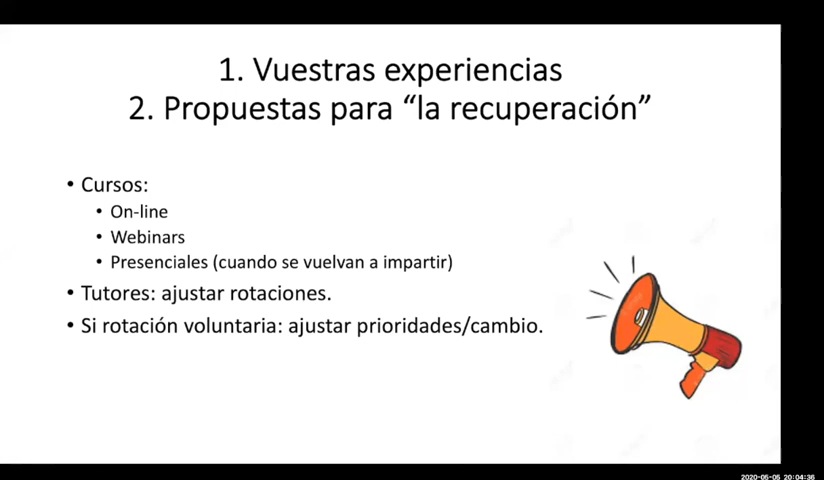 1. Vuestras experiencias
2. Propuestas para “la recuperación”
• Cursos:
• On-line
• Webinars
• Presenciales (cuando se vuelvan a impartir)
• Tutores: ajustar rotaciones.
• Si rotación voluntaria: ajustar prioridades/cambio.
2020-05-05 20:04:36